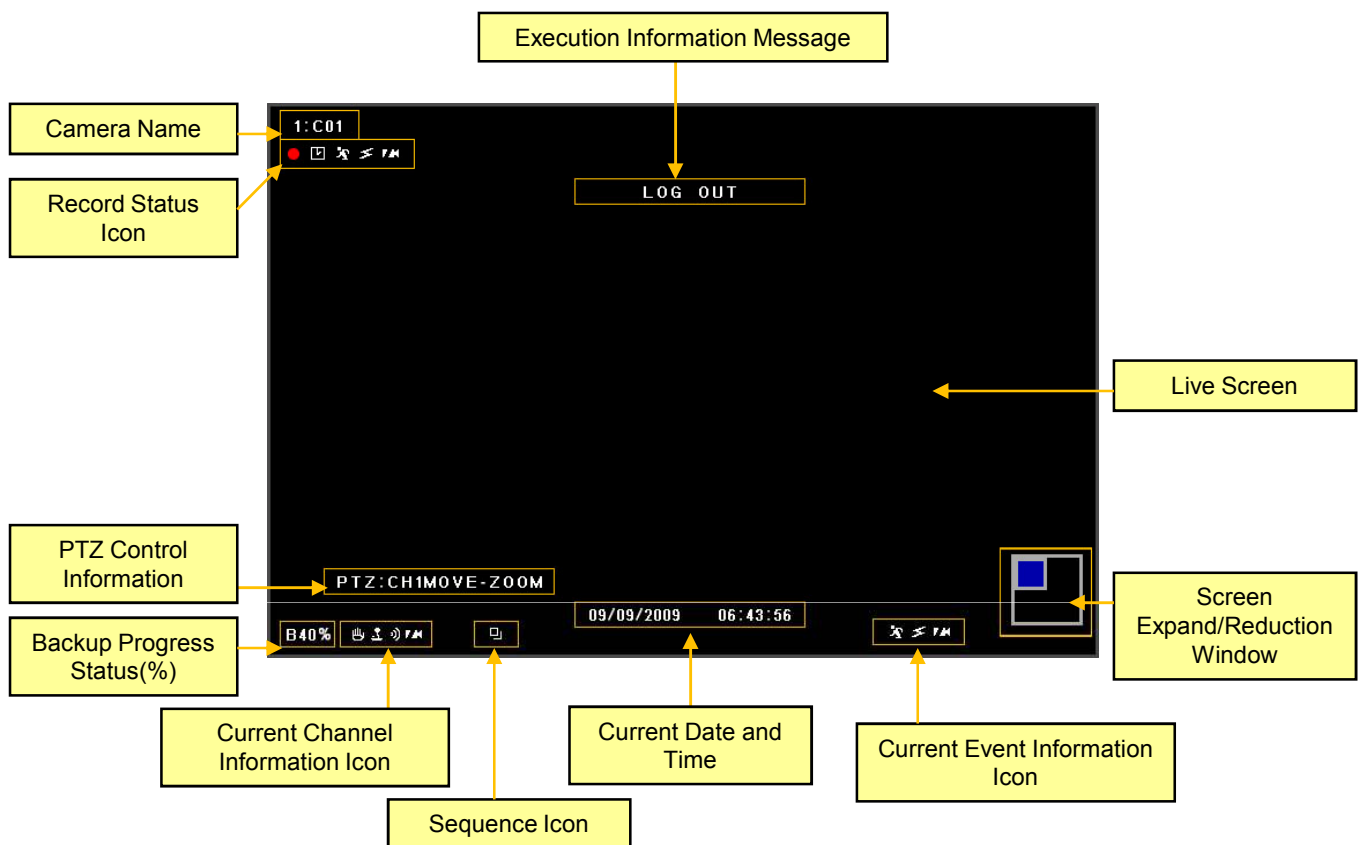 Execution Information Message
Camera Name
1:C01
Record Status
Icon
LOG OUT
Live Screen
PTZ Control
Information
PTZ:CH1MOVE-ZOOM
09/09/2009 06:43:56
Screen
Expand/Reduction
Window
Backup Progress
Status(%)
B40%
Current Channel
Information Icon
Current Date and
Time
Current Event Information
Icon
Sequence Icon